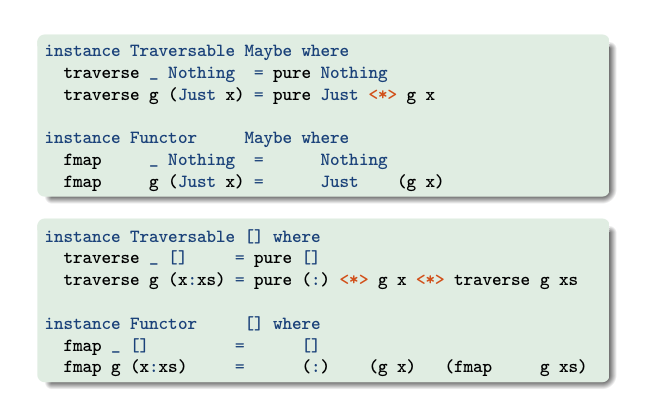 instance Traversable Maybe where
  traverse _ Nothing  = pure Nothing
  traverse g (Just x) = pure Just <*> g x
instance Functor     Maybe where
  fmap     _ Nothing  =      Nothing
  fmap     g (Just x) =      Just    (g x)
instance Traversable [] where
  traverse _ []     = pure []
  traverse g (x:xs) = pure (:) <*> g x <*> traverse g xs
instance Functor     [] where
  fmap _ []         =      []
  fmap g (x:xs)     =      (:)    (g x)   (fmap     g xs)